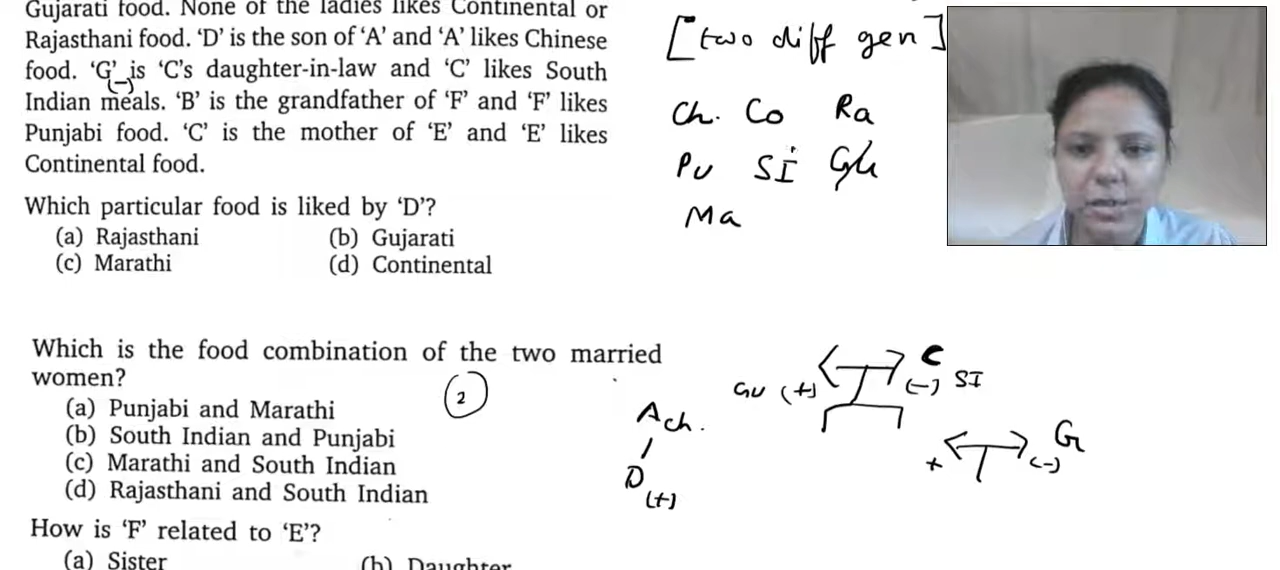 Gujarati food. None of the ladies likes Continental or
Rajasthani food. ‘D’ is the son of ‘A’ and ‘A’ likes Chinese
food. ‘G’ is ‘C’s daughter-in-law and ‘C’ likes South
(-)
Indian meals. ‘B’ is the grandfather of ‘F’ and ‘F’ likes
Punjabi food. ‘C’ is the mother of ‘E’ and ‘E’ likes
Continental food.
Which particular food is liked by ‘D’?
(a) Rajasthani (b) Gujarati
(c) Marathi (d) Continental
Which is the food combination of the two married
women?
(a) Punjabi and Marathi
(b) South Indian and Punjabi
(c) Marathi and South Indian
(d) Rajasthani and South Indian
How is ‘F’ related to ‘E’?
(a) Sister (b) Daughter
[two diff gen]
Ch. Co Ra
Pu SI Gu
Ma
2
A ch.
D
(+)
Gu (+) C
(-) SI
+ G
(-)